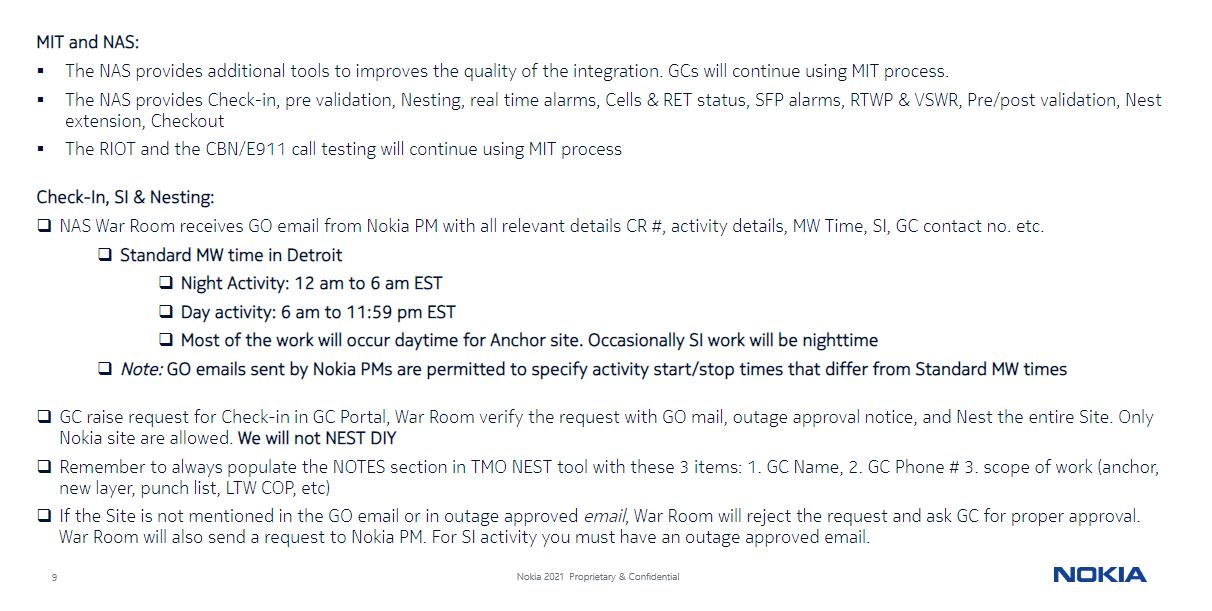 MIT and NAS:
▪ The NAS provides additional tools to improves the quality of the integration. GCs will continue using MIT process.
▪ The NAS provides Check-in, pre validation, Nesting, real time alarms, Cells & RET status, SFP alarms, RTWP & VSWR, Pre/post validation, Nest
extension, Checkout
▪ The RIOT and the CBN/E911 call testing will continue using MIT process
Check-In, SI & Nesting:
❑ NAS War Room receives GO email from Nokia PM with all relevant details CR #, activity details, MW Time, SI, GC contact no. etc.
❑ Standard MW time in Detroit
❑ Night Activity: 12 am to 6 am EST
❑ Day activity: 6 am to 11:59 pm EST
❑ Most of the work will occur daytime for Anchor site. Occasionally SI work will be nighttime
❑ Note: GO emails sent by Nokia PMs are permitted to specify activity start/stop times that differ from Standard MW times
❑ GC raise request for Check-in in GC Portal, War Room verify the request with GO mail, outage approval notice, and Nest the entire Site. Only
Nokia site are allowed. We will not NEST DIY
❑ Remember to always populate the NOTES section in TMO NEST tool with these 3 items: 1. GC Name, 2. GC Phone # 3. scope of work (anchor,
new layer, punch list, LTW COP, etc)
❑ If the Site is not mentioned in the GO email or in outage approved email, War Room will reject the request and ask GC for proper approval.
War Room will also send a request to Nokia PM. For SI activity you must have an outage approved email.
9
Nokia 2021 Proprietary & Confidential
NOKIA